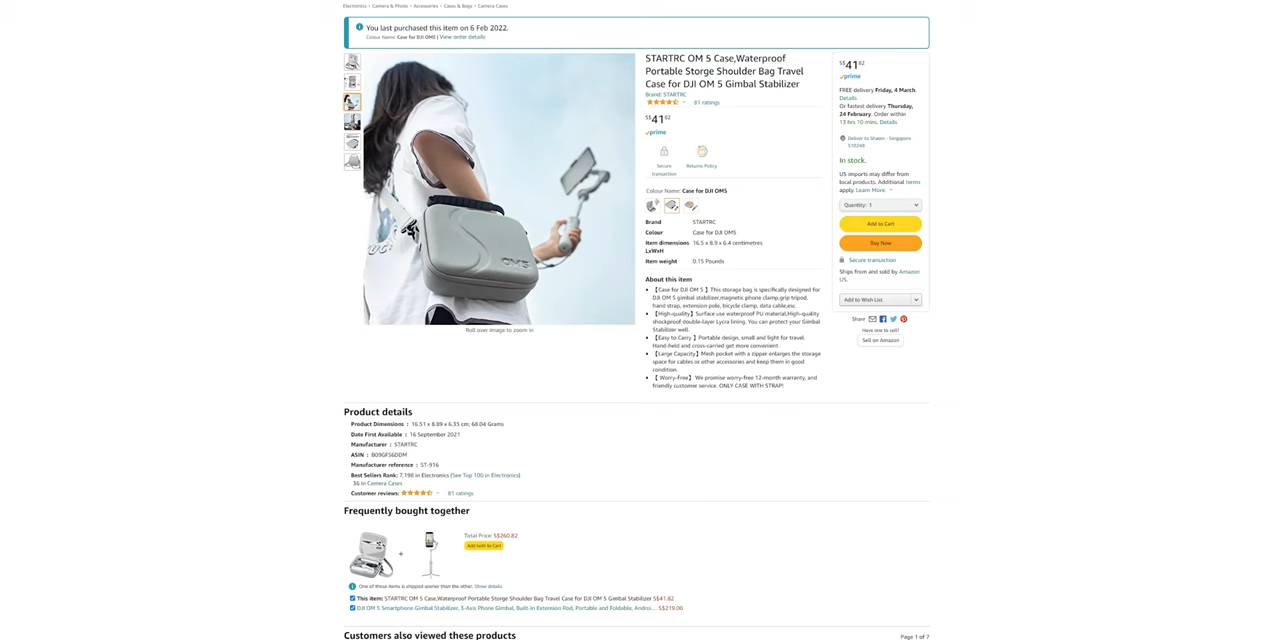 Electronics › Camera & Photo › Accessories › Cases & Bags › Camera Cases
You last purchased this item on 6 Feb 2022.
Colour Name: Case for DJI OM5 | View order details
OM5
Roll over image to zoom in
STARTRC OM 5 Case,Waterproof
Portable Storge Shoulder Bag Travel
Case for DJI OM 5 Gimbal Stabilizer
Brand: STARTRC
81 ratings
S$41 82
prime
Secure
transaction
Returns Policy
Colour Name: Case for DJI OM5
Brand STARTRC
Colour Case for DJI OM5
Item dimensions 16.5 x 8.9 x 6.4 centimetres
LxWxH
Item weight 0.15 Pounds
About this item
【Case for DJI OM 5 】This storage bag is specifically designed for
DJI OM 5 gimbal stabilizer,magnetic phone clamp,grip tripod,
hand strap, extension pole, bicycle clamp, data cable,esc.
【High-quality】Surface use waterproof PU material,High-quality
shockproof double-layer Lycra lining. You can protect your Gimbal
Stabilizer well.
【Easy to Carry 】Portable design, small and light for travel.
Hand-held and cross-carried get more convenient.
【Large Capacity】Mesh pocket with a zipper enlarges the storage
space for cables or other accessories and keep them in good
condition.
【 Worry-Free】 We promise worry-free 12-month warranty, and
friendly customer service. ONLY CASE WITH STRAP!
S$41 82
prime
FREE delivery Friday, 4 March.
Details
Or fastest delivery Thursday,
24 February. Order within
13 hrs 10 mins. Details
Deliver to Shawn - Singapore
510248
In stock.
US imports may differ from
local products. Additional terms
apply. Learn More.
Quantity: 1
Add to Cart
Buy Now
Secure transaction
Ships from and sold by Amazon
US.
Add to Wish List
Share
Have one to sell?
Sell on Amazon
Product details
Product Dimensions : 16.51 x 8.89 x 6.35 cm; 68.04 Grams
Date First Available : 16 September 2021
Manufacturer : STARTRC
ASIN : B09GFS6DDM
Manufacturer reference : ST-916
Best Sellers Rank: 7,198 in Electronics (See Top 100 in Electronics)
36 in Camera Cases
Customer reviews: 81 ratings
Frequently bought together
+
Total Price: S$260.82
Add both to Cart
One of these items is shipped sooner than the other. Show details
This item: STARTRC OM 5 Case,Waterproof Portable Storge Shoulder Bag Travel Case for DJI OM 5 Gimbal Stabilizer S$41.82
DJI OM 5 Smartphone Gimbal Stabilizer, 3-Axis Phone Gimbal, Built-In Extension Rod, Portable and Foldable, Androi... S$219.00
Customers also viewed these products
Page 1 of 7